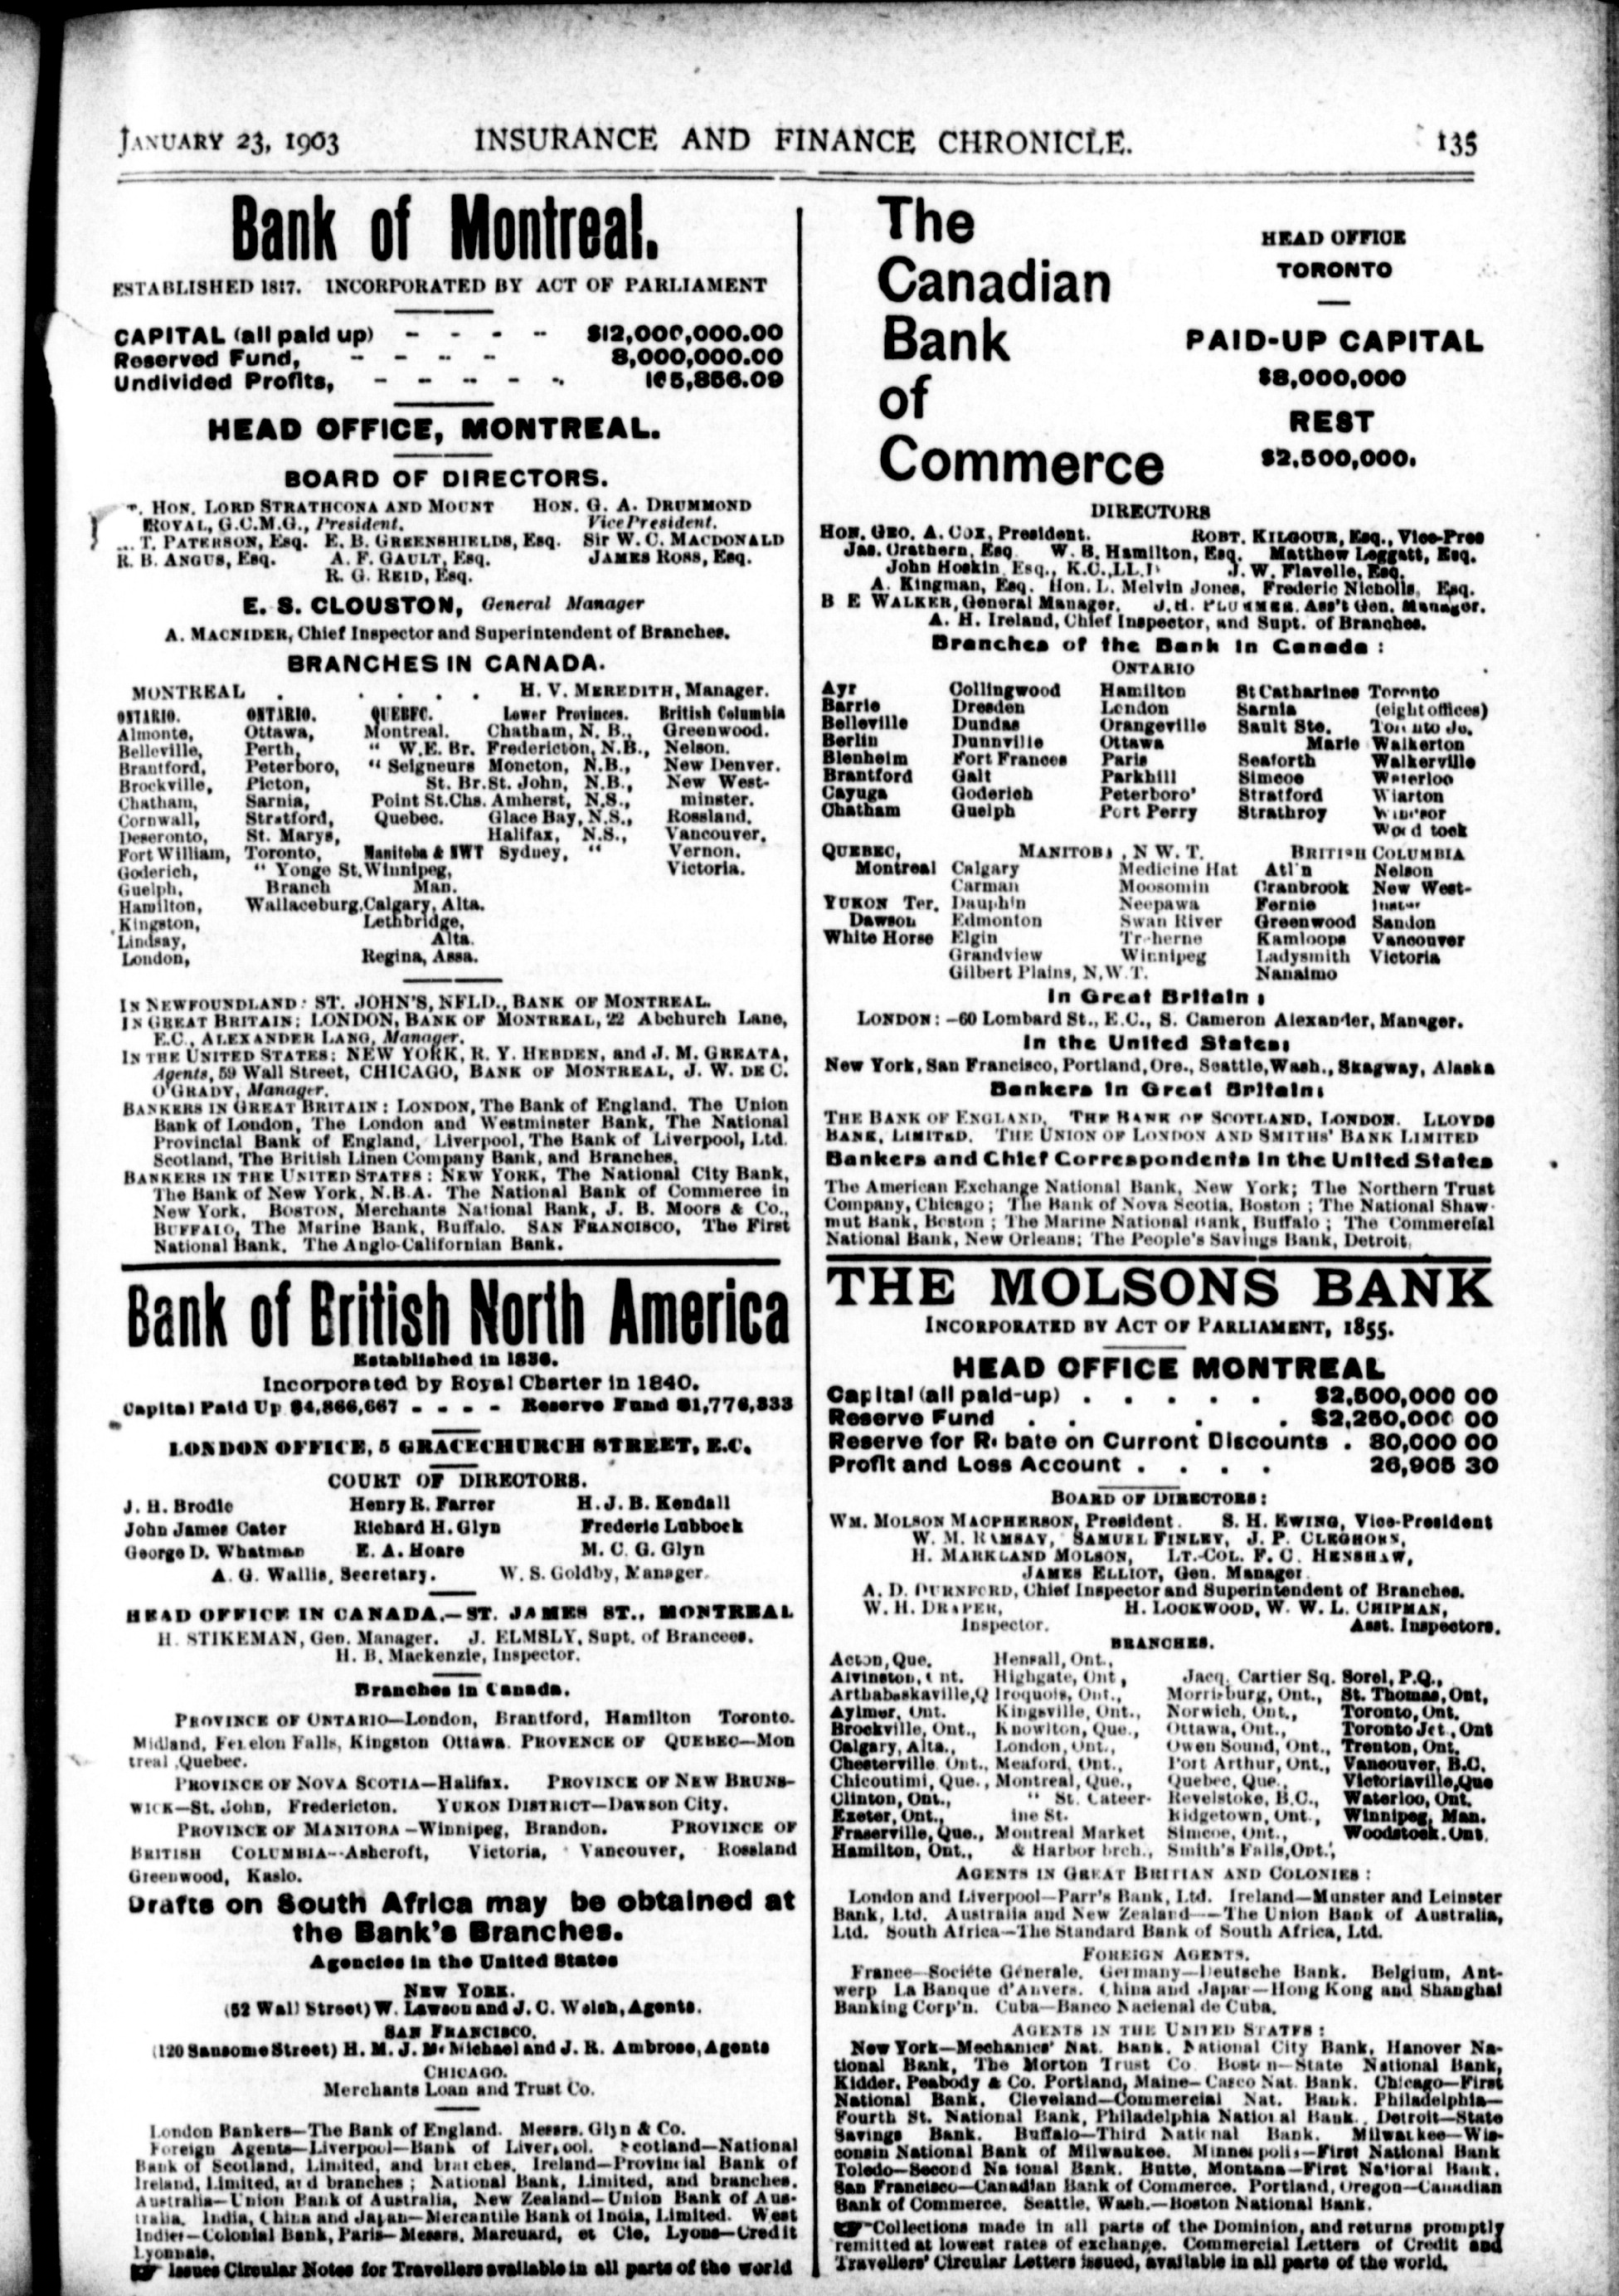 JANUARY 23, 1903 INSURANCE AND FINANCE CHRONICLE. 135
Bank of Montreal.
ESTABLISHED 1817. INCORPORATED BY ACT OF PARLIAMENT
CAPITAL (all paid up) - - - - $12,000,000.00
Reserved Fund, - - - - 8,000,000.00
Undivided Profits, - - - - - 165,856.09
HEAD OFFICE, MONTREAL.
BOARD OF DIRECTORS.
HON. LORD STRATHCONA AND MOUNT HON. G. A. DRUMMOND
ROYAL, G.C.M.G., President. Vice President.
T. PATERSON, Esq. E. B. GREENSHIELDS, Esq. Sir W. C. MACDONALD
R. B. ANGUS, Esq. A. F. GAULT, Esq. JAMES ROSS, Esq.
R. G. REID, Esq.
E. S. CLOUSTON, General Manager
A. MACNIDER, Chief Inspector and Superintendent of Branches.
BRANCHES IN CANADA.
MONTREAL . . . . . H. V. MEREDITH, Manager.
ONTARIO. ONTARIO. QUEBEC. Lower Provinces. British Columbia
Almonte, Ottawa, Montreal. Chatham, N. B., Greenwood.
Belleville, Perth, " W.E. Br. Fredericton, N.B., Nelson.
Brantford, Peterboro, " Seigneurs Moncton, N.B., New Denver.
Brockville, Picton, St. Br. St. John, N.B., New West-
Chatham, Sarnia, Point St.Chs. Amherst, N.S., minster.
Cornwall, Stratford, Quebec. Glace Bay, N.S., Rossland,
Deseronto, St. Marys, Halifax, N.S., Vancouver,
Fort William, Toronto, Manitoba & NWT Sydney, " Vernon.
Goderich, " Yonge St. Winnipeg, Victoria.
Guelph, Branch Man.
Hamilton, Wallaceburg, Calgary, Alta.
Kingston, Lethbridge,
Lindsay, Alta.
London, Regina, Assa.
IN NEWFOUNDLAND: ST. JOHN'S, NFLD., BANK OF MONTREAL.
IN GREAT BRITAIN: LONDON, BANK OF MONTREAL, 22 Abchurch Lane,
E.C., ALEXANDER LANG, Manager.
IN THE UNITED STATES: NEW YORK, R. Y. HEBDEN, and J. M. GREATA,
Agents, 59 Wall Street, CHICAGO, BANK OF MONTREAL, J. W. DE C.
O'GRADY, Manager.
BANKERS IN GREAT BRITAIN: LONDON, The Bank of England, The Union
Bank of London, The London and Westminster Bank, The National
Provincial Bank of England, Liverpool, The Bank of Liverpool, Ltd.
Scotland, The British Linen Company Bank, and Branches.
BANKERS IN THE UNITED STATES: NEW YORK, The National City Bank,
The Bank of New York, N.B.A. The National Bank of Commerce in
New York. BOSTON, Merchants National Bank, J. B. Moors & Co.,
BUFFALO, The Marine Bank, Buffalo. SAN FRANCISCO, The First
National Bank. The Anglo-Californian Bank.
Bank of British North America
Established in 1836.
Incorporated by Royal Charter in 1840.
Capital Paid Up $4,866,667 - - - - Reserve Fund $1,776,333
LONDON OFFICE, 5 GRACECHURCH STREET, E.C.
COURT OF DIRECTORS.
J. H. Brodie Henry R. Farrer H. J. B. Kendall
John James Cater Richard H. Glyn Frederic Lubbock
George D. Whatman E. A. Hoare M. C. G. Glyn
A. G. Wallis, Secretary. W. S. Goldby, Manager.
HEAD OFFICE IN CANADA.—ST. JAMES ST., MONTREAL
H. STIKEMAN, Gen. Manager. J. ELMSLY, Supt. of Brancees.
H. B. Mackenzie, Inspector.
Branches in Canada.
PROVINCE OF ONTARIO—London, Brantford, Hamilton Toronto.
Midland, Fenelon Falls, Kingston Ottawa. PROVENCE OF QUEBEC—Mon
treal, Quebec.
PROVINCE OF NOVA SCOTIA—Halifax. PROVINCE OF NEW BRUNS-
WICK—St. John, Fredericton. YUKON DISTRICT—Dawson City.
PROVINCE OF MANITOBA—Winnipeg, Brandon. PROVINCE OF
BRITISH COLUMBIA—Ashcroft, Victoria, Vancouver, Rossland
Greenwood, Kaslo.
Drafts on South Africa may be obtained at
the Bank's Branches.
Agencies in the United States
NEW YORK.
(52 Wall Street) W. Lawson and J. C. Welsh, Agents.
SAN FRANCISCO.
(120 Sansome Street) H. M. J. McMichael and J. R. Ambrose, Agents
CHICAGO.
Merchants Loan and Trust Co.
London Bankers—The Bank of England. Messrs. Glyn & Co.
Foreign Agents—Liverpool—Bank of Liverpool. Scotland—National
Bank of Scotland, Limited, and branches. Ireland—Provincial Bank of
Ireland, Limited, and branches; National Bank, Limited, and branches.
Australia—Union Bank of Australia, New Zealand—Union Bank of Aus-
tralia. India, China and Japan—Mercantile Bank of India, Limited. West
Indies—Colonial Bank, Paris—Messrs. Marcuard, et Cie, Lyons—Credit
Lyonnais.
Issues Circular Notes for Travellers available in all parts of the world
The
Canadian
Bank
of
Commerce
HEAD OFFICE
TORONTO
PAID-UP CAPITAL
$8,000,000
REST
$2,500,000.
DIRECTORS
HON. GEO. A. COX, President. ROBT. KILGOUR, Esq., Vice-Pres
Jas. Crathern, Esq. W. B. Hamilton, Esq. Matthew Leggatt, Esq.
John Hoskin, Esq., K.C., LL.D. J. W. Flavelle, Esq.
A. Kingman, Esq. Hon. L. Melvin Jones, Frederic Nicholls, Esq.
B E WALKER, General Manager. J. H. PLUMMER, Ass't Gen. Manager.
A. H. Ireland, Chief Inspector, and Supt. of Branches.
Branches of the Bank in Canada:
ONTARIO
Ayr Collingwood Hamilton St Catharines Toronto
Barrie Dresden London Sarnia (eight offices)
Belleville Dundas Orangeville Sault Ste. Toronto Jc.
Berlin Dunnville Ottawa Marie Walkerton
Blenheim Fort Frances Paris Seaforth Walkerville
Brantford Galt Parkhill Simcoe Waterloo
Cayuga Goderich Peterboro' Stratford Wiarton
Chatham Guelph Port Perry Strathroy Windsor
Woodstock
QUEBEC, MANITOBA, N W. T. BRITISH COLUMBIA
Montreal Calgary Medicine Hat Atlin Nelson
Carman Moosomin Cranbrook New West-
YUKON Ter. Dauphin Neepawa Fernie
Dawson Edmonton Swan River Greenwood Sandon
White Horse Elgin Treherne Kamloops Vancouver
Grandview Winnipeg Ladysmith Victoria
Gilbert Plains, N.W.T. Nanaimo
In Great Britain:
LONDON:—60 Lombard St., E.C., S. Cameron Alexander, Manager.
In the United States:
New York, San Francisco, Portland, Ore., Seattle, Wash., Skagway, Alaska
Bankers in Great Britain:
THE BANK OF ENGLAND, THE BANK OF SCOTLAND, LONDON. LLOYDS
BANK, LIMITED. THE UNION OF LONDON AND SMITHS' BANK LIMITED
Bankers and Chief Correspondents in the United States
The American Exchange National Bank, New York; The Northern Trust
Company, Chicago; The Bank of Nova Scotia, Boston; The National Shaw-
mut Bank, Boston; The Marine National Bank, Buffalo; The Commercial
National Bank, New Orleans; The People's Savings Bank, Detroit.
THE MOLSONS BANK
INCORPORATED BY ACT OF PARLIAMENT, 1855.
HEAD OFFICE MONTREAL
Capital (all paid-up) . . . . . $2,500,000 00
Reserve Fund . . . . $2,250,000 00
Reserve for Rebate on Current Discounts . 80,000 00
Profit and Loss Account . . . . 26,905 30
BOARD OF DIRECTORS:
WM. MOLSON MACPHERSON, President. S. H. EWING, Vice-President
W. M. RAMSAY, SAMUEL FINLEY, J. P. CLEGHORN,
H. MARKLAND MOLSON, LT.-COL. F. C. HENSHAW,
JAMES ELLIOT, Gen. Manager.
A. D. DURNFORD, Chief Inspector and Superintendent of Branches.
W. H. DRAPER, H. LOCKWOOD, W. W. L. CHIPMAN,
Inspector. Asst. Inspectors.
BRANCHES.
Acton, Que. Hensall, Ont.,
Alvinston, Ont. Highgate, Ont., Jacq. Cartier Sq. Sorel, P.Q.,
Arthabaskaville, Q Iroquois, Ont., Morrisburg, Ont., St. Thomas, Ont,
Aylmer, Ont. Kingsville, Ont., Norwich, Ont., Toronto, Ont.
Brockville, Ont., Knowlton, Que., Ottawa, Ont., Toronto Jct., Ont
Calgary, Alta., London, Ont., Owen Sound, Ont., Trenton, Ont.
Chesterville, Ont., Meaford, Ont., Port Arthur, Ont., Vancouver, B.C.
Chicoutimi, Que., Montreal, Que., Quebec, Que., Victoriaville, Que
Clinton, Ont., " St. Cather- Revelstoke, B.C., Waterloo, Ont.
Exeter, Ont., ine St. Ridgetown, Ont., Winnipeg, Man.
Fraserville, Que., Montreal Market Simcoe, Ont., Woodstock, Ont.
Hamilton, Ont., & Harbor brch., Smith's Falls, Ont.,
AGENTS IN GREAT BRITIAN AND COLONIES:
London and Liverpool—Parr's Bank, Ltd. Ireland—Munster and Leinster
Bank, Ltd. Australia and New Zealand—The Union Bank of Australia,
Ltd. South Africa—The Standard Bank of South Africa, Ltd.
FOREIGN AGENTS.
France—Societe Generale. Germany—Deutsche Bank. Belgium, Ant-
werp La Banque d'Anvers. China and Japan—Hong Kong and Shanghai
Banking Corp'n. Cuba—Banco Nacional de Cuba.
AGENTS IN THE UNITED STATES:
New York—Mechanics' Nat. Bank, National City Bank, Hanover Na-
tional Bank, The Morton Trust Co. Boston—State National Bank,
Kidder, Peabody & Co. Portland, Maine—Casco Nat. Bank. Chicago—First
National Bank. Cleveland—Commercial Nat. Bank. Philadelphia—
Fourth St. National Bank, Philadelphia National Bank. Detroit—State
Savings Bank. Buffalo—Third National Bank. Milwaukee—Wis-
consin National Bank of Milwaukee. Minneapolis—First National Bank
Toledo—Second National Bank. Butte, Montana—First National Bank.
San Francisco—Canadian Bank of Commerce. Portland, Oregon—Canadian
Bank of Commerce. Seattle, Wash.—Boston National Bank.
Collections made in all parts of the Dominion, and returns promptly
remitted at lowest rates of exchange. Commercial Letters of Credit and
Travellers' Circular Letters issued, available in all parts of the world.